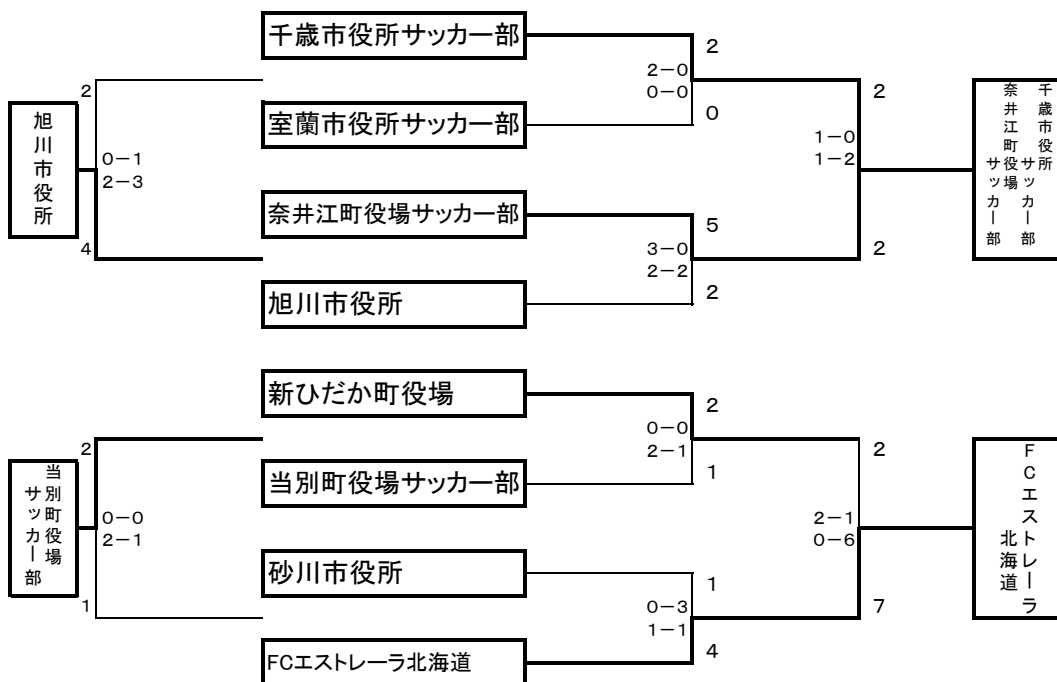 千歳市役所サッカー部
2
2－0
0－0
室蘭市役所サッカー部
0
奈井江町役場サッカー部
5
3－0
2－2
旭川市役所
2
2
旭川市役所
0－1
2－3
4
2
1－0
1－2
2
千歳市役所
サッカー部
奈井江町役場
サッカー部
新ひだか町役場
2
0－0
2－1
当別町役場サッカー部
1
砂川市役所
1
0－3
1－1
FCエストレーラ北海道
4
2
当別町役場
サッカー部
0－0
2－1
1
2
2－1
0－6
7
FCエストレーラ
北海道